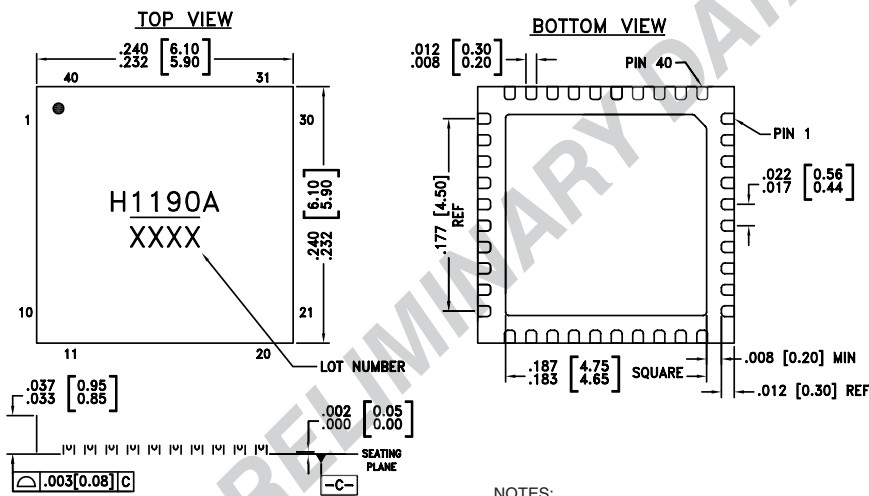 TOP VIEW
.240 [6.10]
.232 [5.90]
40 31
1 30
H1190A
XXXX
.240 [6.10]
.232 [5.90]
10 21
11 20
LOT NUMBER
.037 [0.95]
.033 [0.85]
.002 [0.05]
.000 [0.00]
SEATING
PLANE
.003[0.08] C
-C-
BOTTOM VIEW
.012 [0.30]
.008 [0.20]
PIN 40
PIN 1
.022 [0.56]
.017 [0.44]
.177 [4.50]
REF
.187 [4.75]
.183 [4.65]
SQUARE
.008 [0.20] MIN
.012 [0.30] REF
NOTES:
RELIMINARY DA